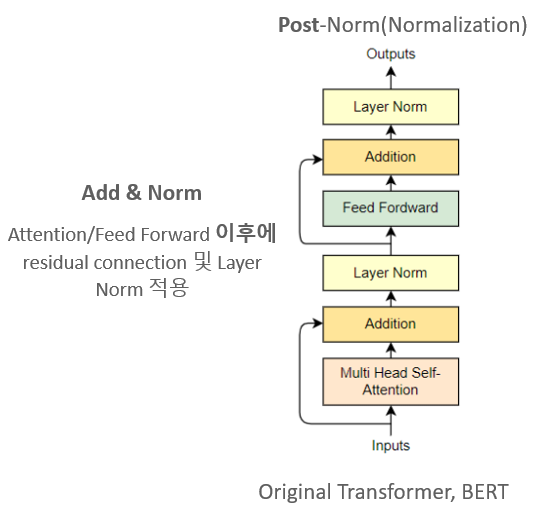 Post-Norm(Normalization)
Outputs
Layer Norm
Addition
Feed Fordward
Layer Norm
Addition
Multi Head Self-
Attention
Inputs
Add & Norm
Attention/Feed Forward 이후에
residual connection 및 Layer
Norm 적용
Original Transformer, BERT